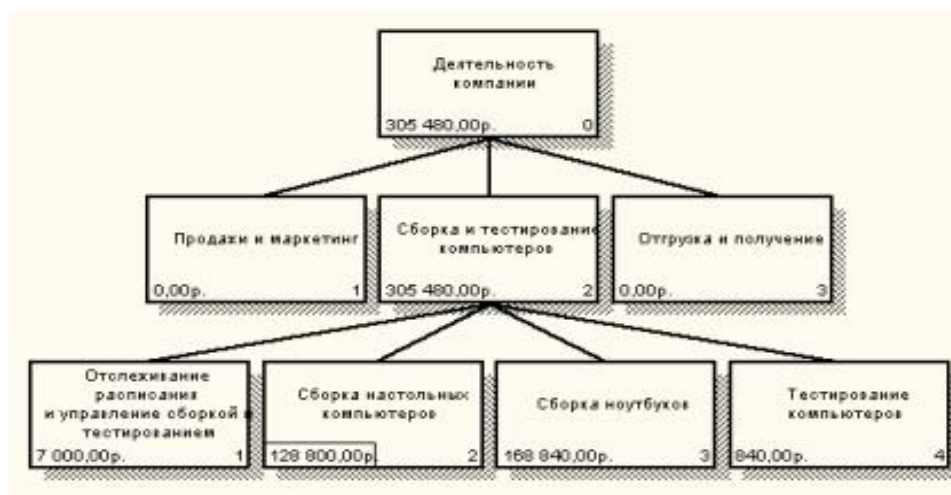 Деятельность
компании
305 480,00р. 0
Продажи и маркетинг
0,00р. 1
Сборка и тестирование
компьютеров
305 480,00р. 2
Отгрузка и получение
0,00р. 3
Отслеживание
расписания
и управление сборкой и
тестированием
7 000,00р. 1
Сборка настольных
компьютеров
128 800,00р. 2
Сборка ноутбуков
168 840,00р. 3
Тестирование
компьютеров
840,00р. 4